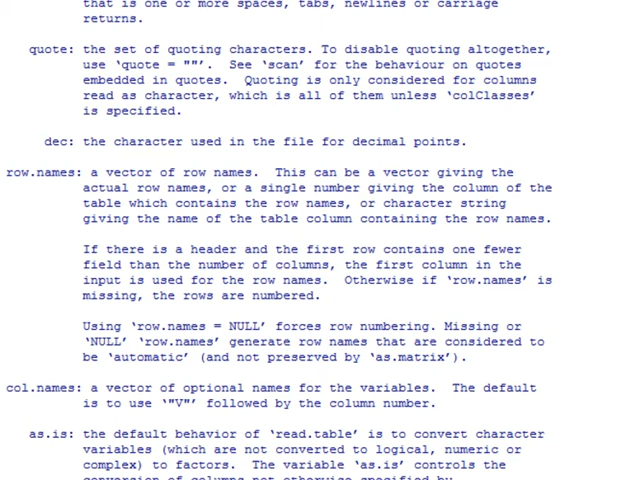 that is one or more spaces, tabs, newlines or carriage
returns.
quote: the set of quoting characters. To disable quoting altogether,
use ‘quote = ""’.  See ‘scan’ for the behaviour on quotes
embedded in quotes.  Quoting is only considered for columns
read as character, which is all of them unless ‘colClasses’
is specified.
dec: the character used in the file for decimal points.
row.names: a vector of row names.  This can be a vector giving the
actual row names, or a single number giving the column of the
table which contains the row names, or character string
giving the name of the table column containing the row names.
If there is a header and the first row contains one fewer
field than the number of columns, the first column in the
input is used for the row names.  Otherwise if ‘row.names’ is
missing, the rows are numbered.
Using ‘row.names = NULL’ forces row numbering. Missing or
‘NULL’ ‘row.names’ generate row names that are considered to
be ‘automatic’ (and not preserved by ‘as.matrix’).
col.names: a vector of optional names for the variables.  The default
is to use ‘"V"’ followed by the column number.
as.is: the default behavior of ‘read.table’ is to convert character
variables (which are not converted to logical, numeric or
complex) to factors.  The variable ‘as.is’ controls the
conversion of columns not otherwise specified by